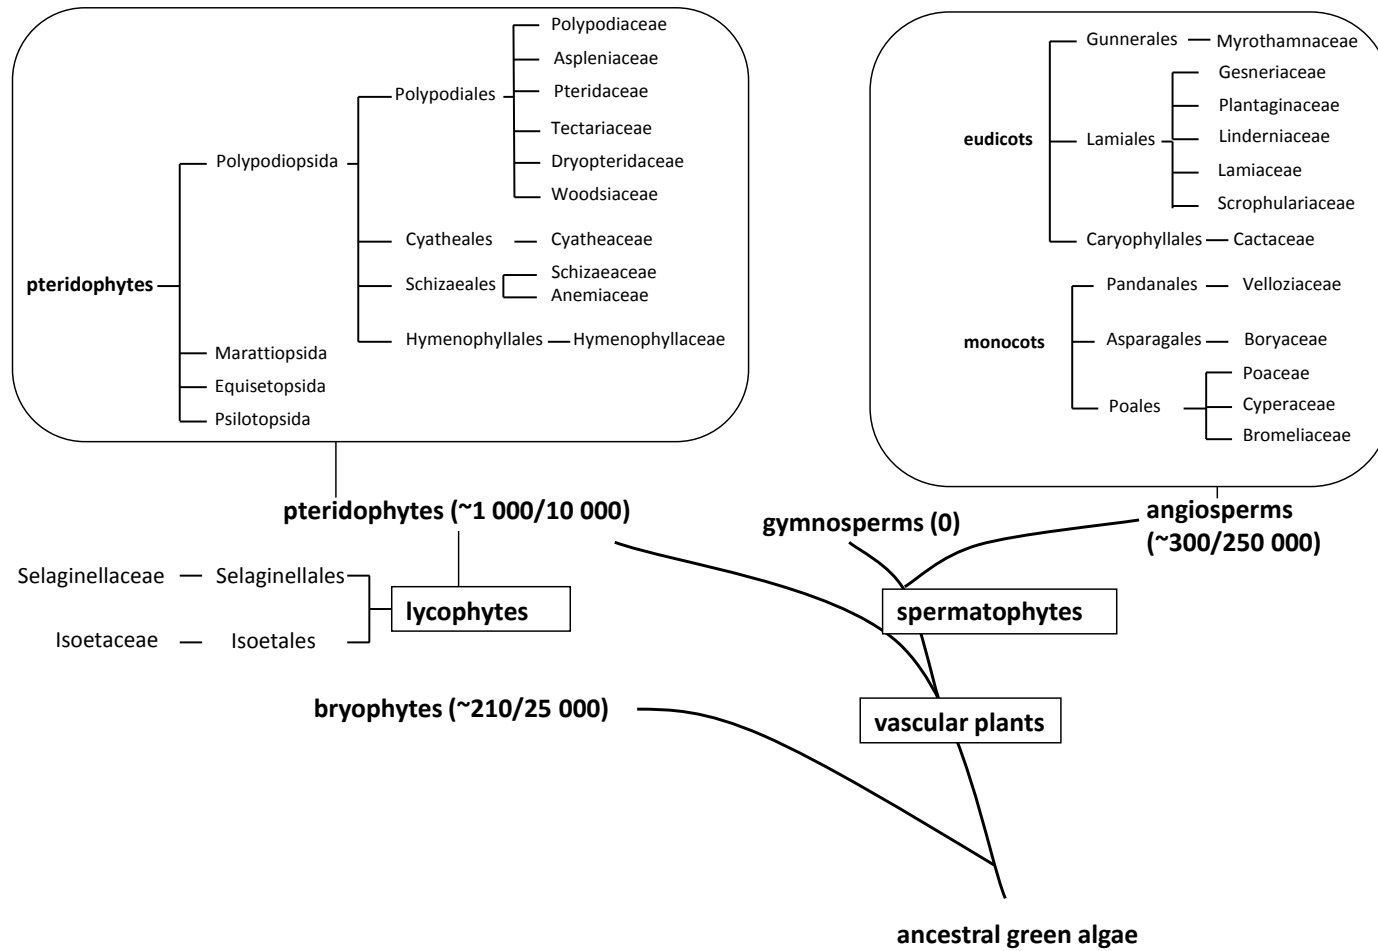 Polypodiaceae
Aspleniaceae
Polypodiales
Pteridaceae
Tectariaceae
Polypodiopsida
Dryopteridaceae
Woodsiaceae
Cyatheales
Cyatheaceae
pteridophytes
Schizaeales
Schizaeaceae
Anemiaceae
Hymenophyllales
Hymenophyllaceae
Marattiopsida
Equisetopsida
Psilotopsida
Gunnerales
Myrothamnaceae
Gesneriaceae
Plantaginaceae
eudicots
Lamiales
Linderniaceae
Lamiaceae
Scrophulariaceae
Caryophyllales
Cactaceae
Pandanales
Velloziaceae
monocots
Asparagales
Boryaceae
Poaceae
Poales
Cyperaceae
Bromeliaceae
pteridophytes (~1 000/10 000)
gymnosperms (0)
angiosperms
(~300/250 000)
Selaginellaceae
Selaginellales
lycophytes
Isoetaceae
Isoetales
spermatophytes
bryophytes (~210/25 000)
vascular plants
ancestral green algae